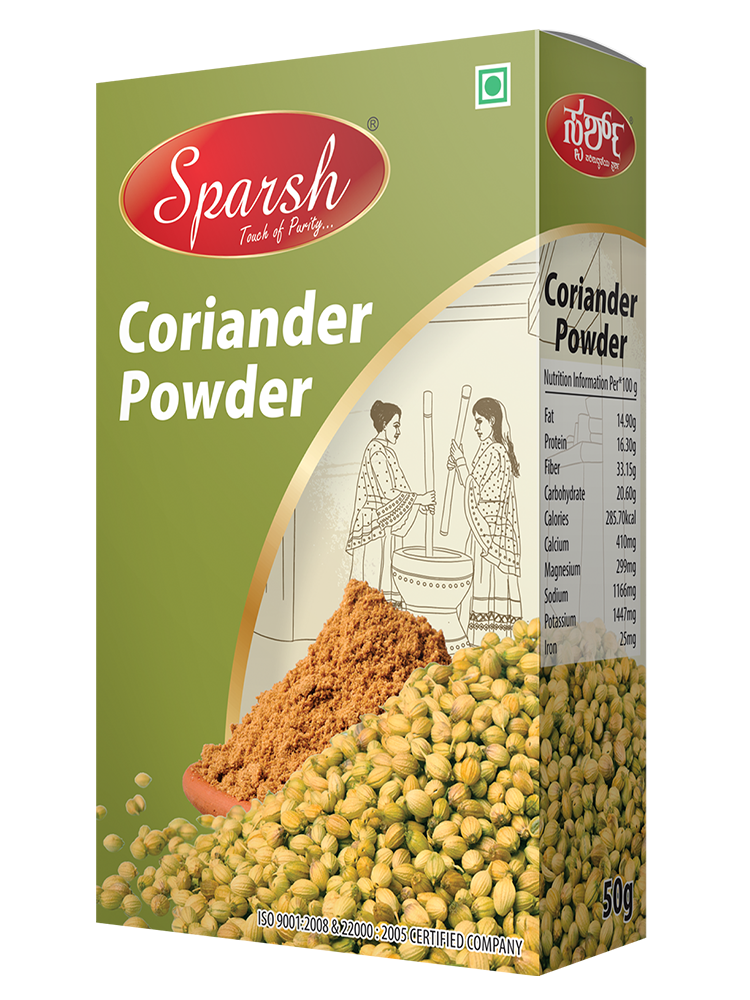 Sparsh
®
Touch of Purity...
Coriander
Powder
ISO 9001:2008 & 22000 : 2005 CERTIFIED COMPANY
ಸ್ಪರ್ಶ್
®
Coriander
Powder
Nutrition Information Per*100 g
Fat 14.90g
Protein 16.30g
Fiber 33.15g
Carbohydrate 20.60g
Calories 285.70kcal
Calcium 410mg
Magnesium 299mg
Sodium 1166mg
Potassium 1447mg
Iron 25mg
50g